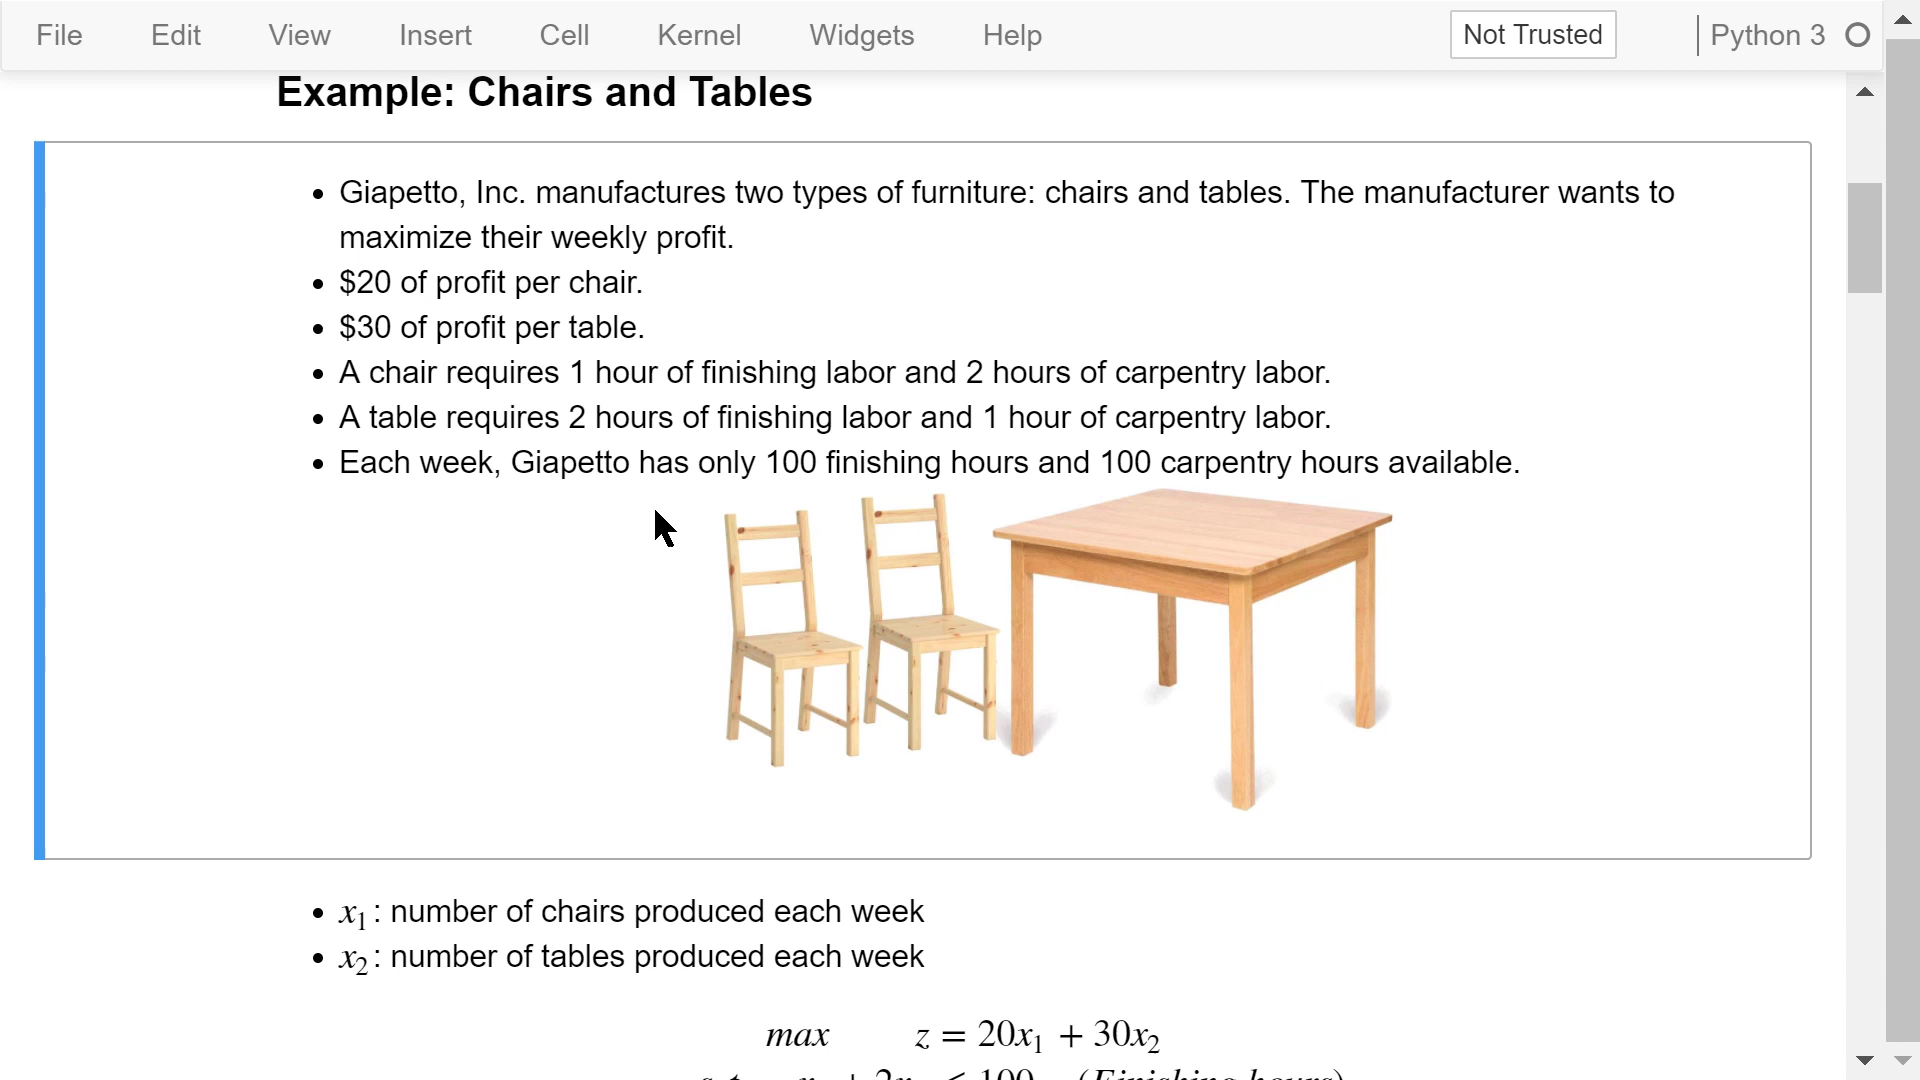 File Edit View Insert Cell Kernel Widgets Help Not Trusted Python 3
Example: Chairs and Tables
• Giapetto, Inc. manufactures two types of furniture: chairs and tables. The manufacturer wants to
maximize their weekly profit.
• $20 of profit per chair.
• $30 of profit per table.
• A chair requires 1 hour of finishing labor and 2 hours of carpentry labor.
• A table requires 2 hours of finishing labor and 1 hour of carpentry labor.
• Each week, Giapetto has only 100 finishing hours and 100 carpentry hours available.
• x₁ : number of chairs produced each week
• x₂ : number of tables produced each week
max z = 20x₁ + 30x₂
s.t. x₁ + 2x₂ ≤ 100 (Finishing hours)